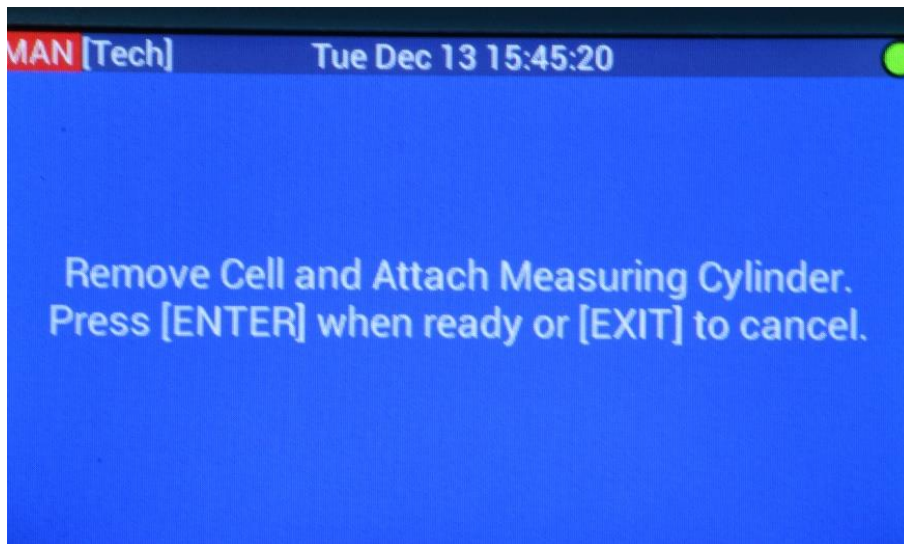 MAN [Tech] Tue Dec 13 15:45:20
Remove Cell and Attach Measuring Cylinder.
Press [ENTER] when ready or [EXIT] to cancel.